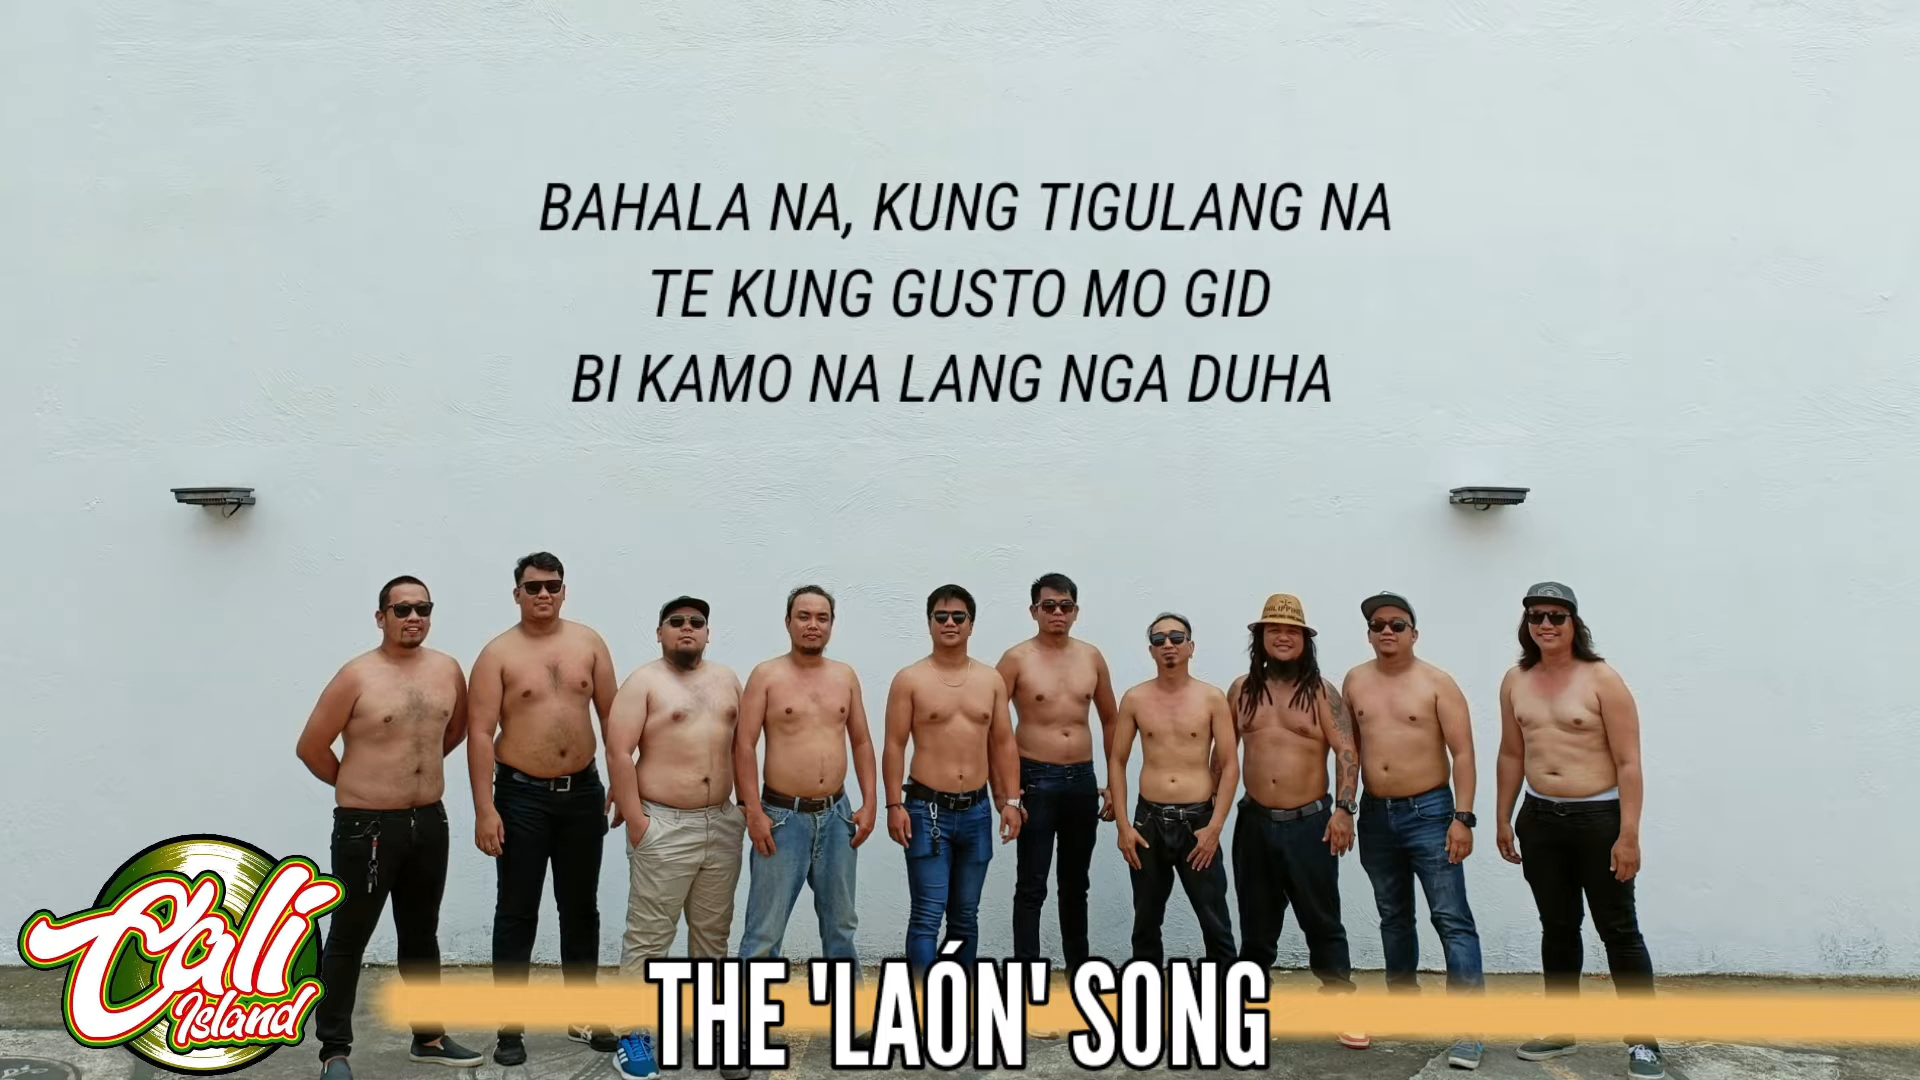 BAHALA NA, KUNG TIGULANG NA
TE KUNG GUSTO MO GID
BI KAMO NA LANG NGA DUHA
PHILIPPINE
Cali
Island
THE 'LAÓN' SONG